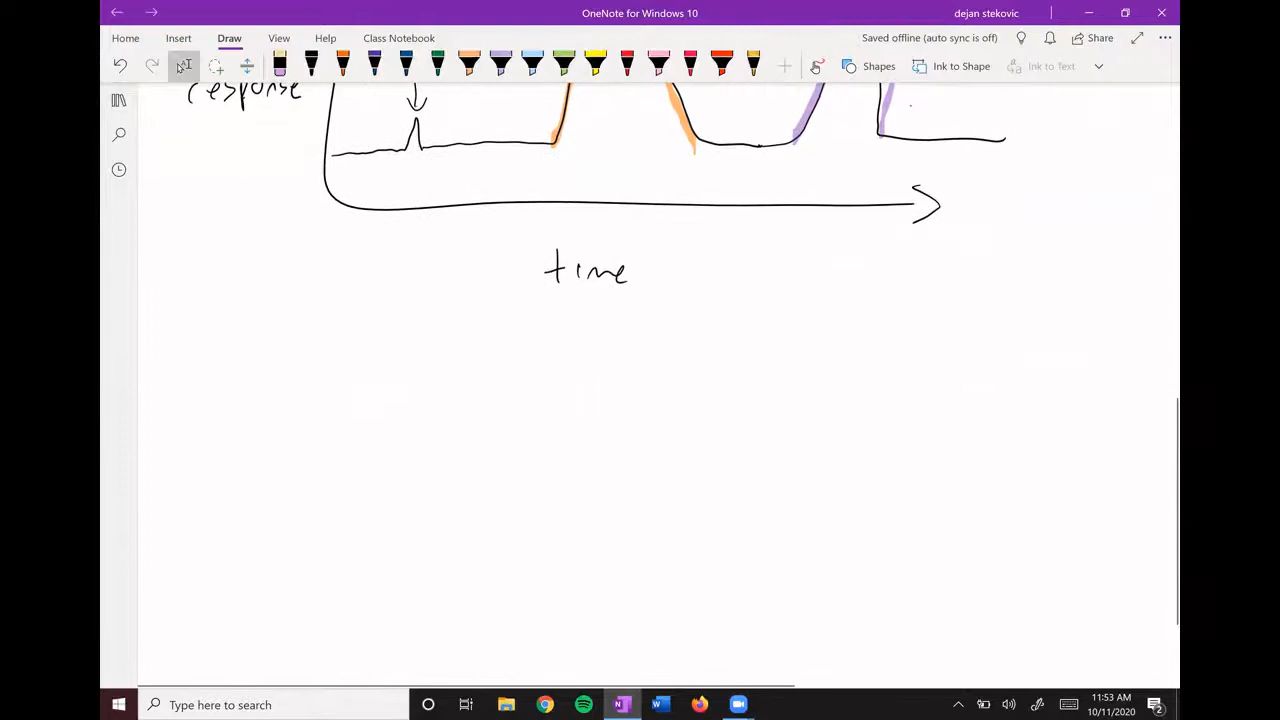 OneNote for Windows 10
dejan stekovic
Home
Insert
Draw
View
Help
Class Notebook
Saved offline (auto sync is off)
Share
Shapes
Ink to Shape
Ink to Text
response
time
Type here to search
11:53 AM
10/11/2020
2